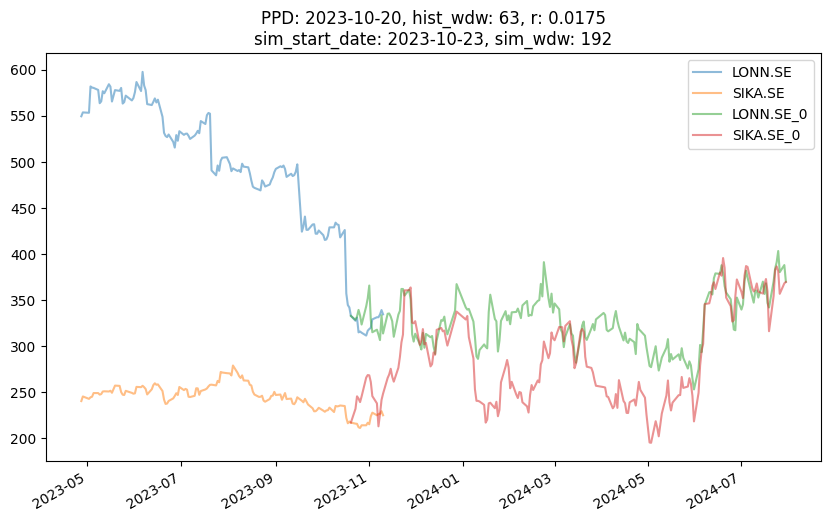 PPD: 2023-10-20, hist_wdw: 63, r: 0.0175
sim_start_date: 2023-10-23, sim_wdw: 192
LONN.SE
SIKA.SE
LONN.SE_0
SIKA.SE_0
600
550
500
450
400
350
300
250
200
2023-05
2023-07
2023-09
2023-11
2024-01
2024-03
2024-05
2024-07